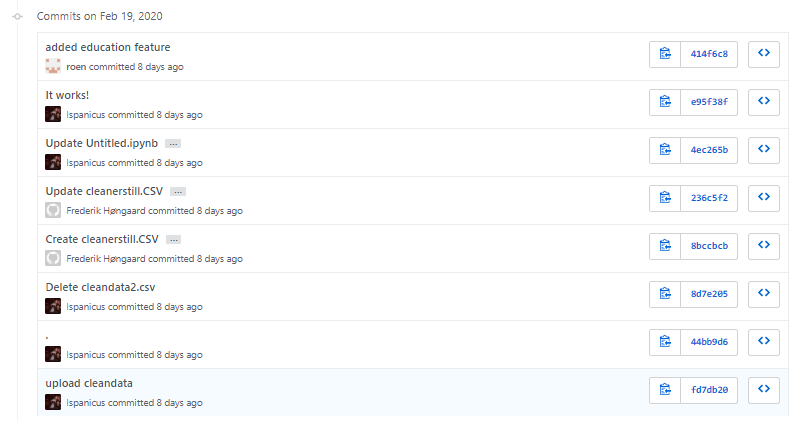 Commits on Feb 19, 2020
added education feature
roen committed 8 days ago
414f6c8
It works!
Ispanicus committed 8 days ago
e95f38f
Update Untitled.ipynb ...
Ispanicus committed 8 days ago
4ec265b
Update cleanerstill.CSV ...
Frederik Høngaard committed 8 days ago
236c5f2
Create cleanerstill.CSV ...
Frederik Høngaard committed 8 days ago
8bccbcb
Delete cleandata2.csv
Ispanicus committed 8 days ago
8d7e205
.
Ispanicus committed 8 days ago
44bb9d6
upload cleandata
Ispanicus committed 8 days ago
fd7db20